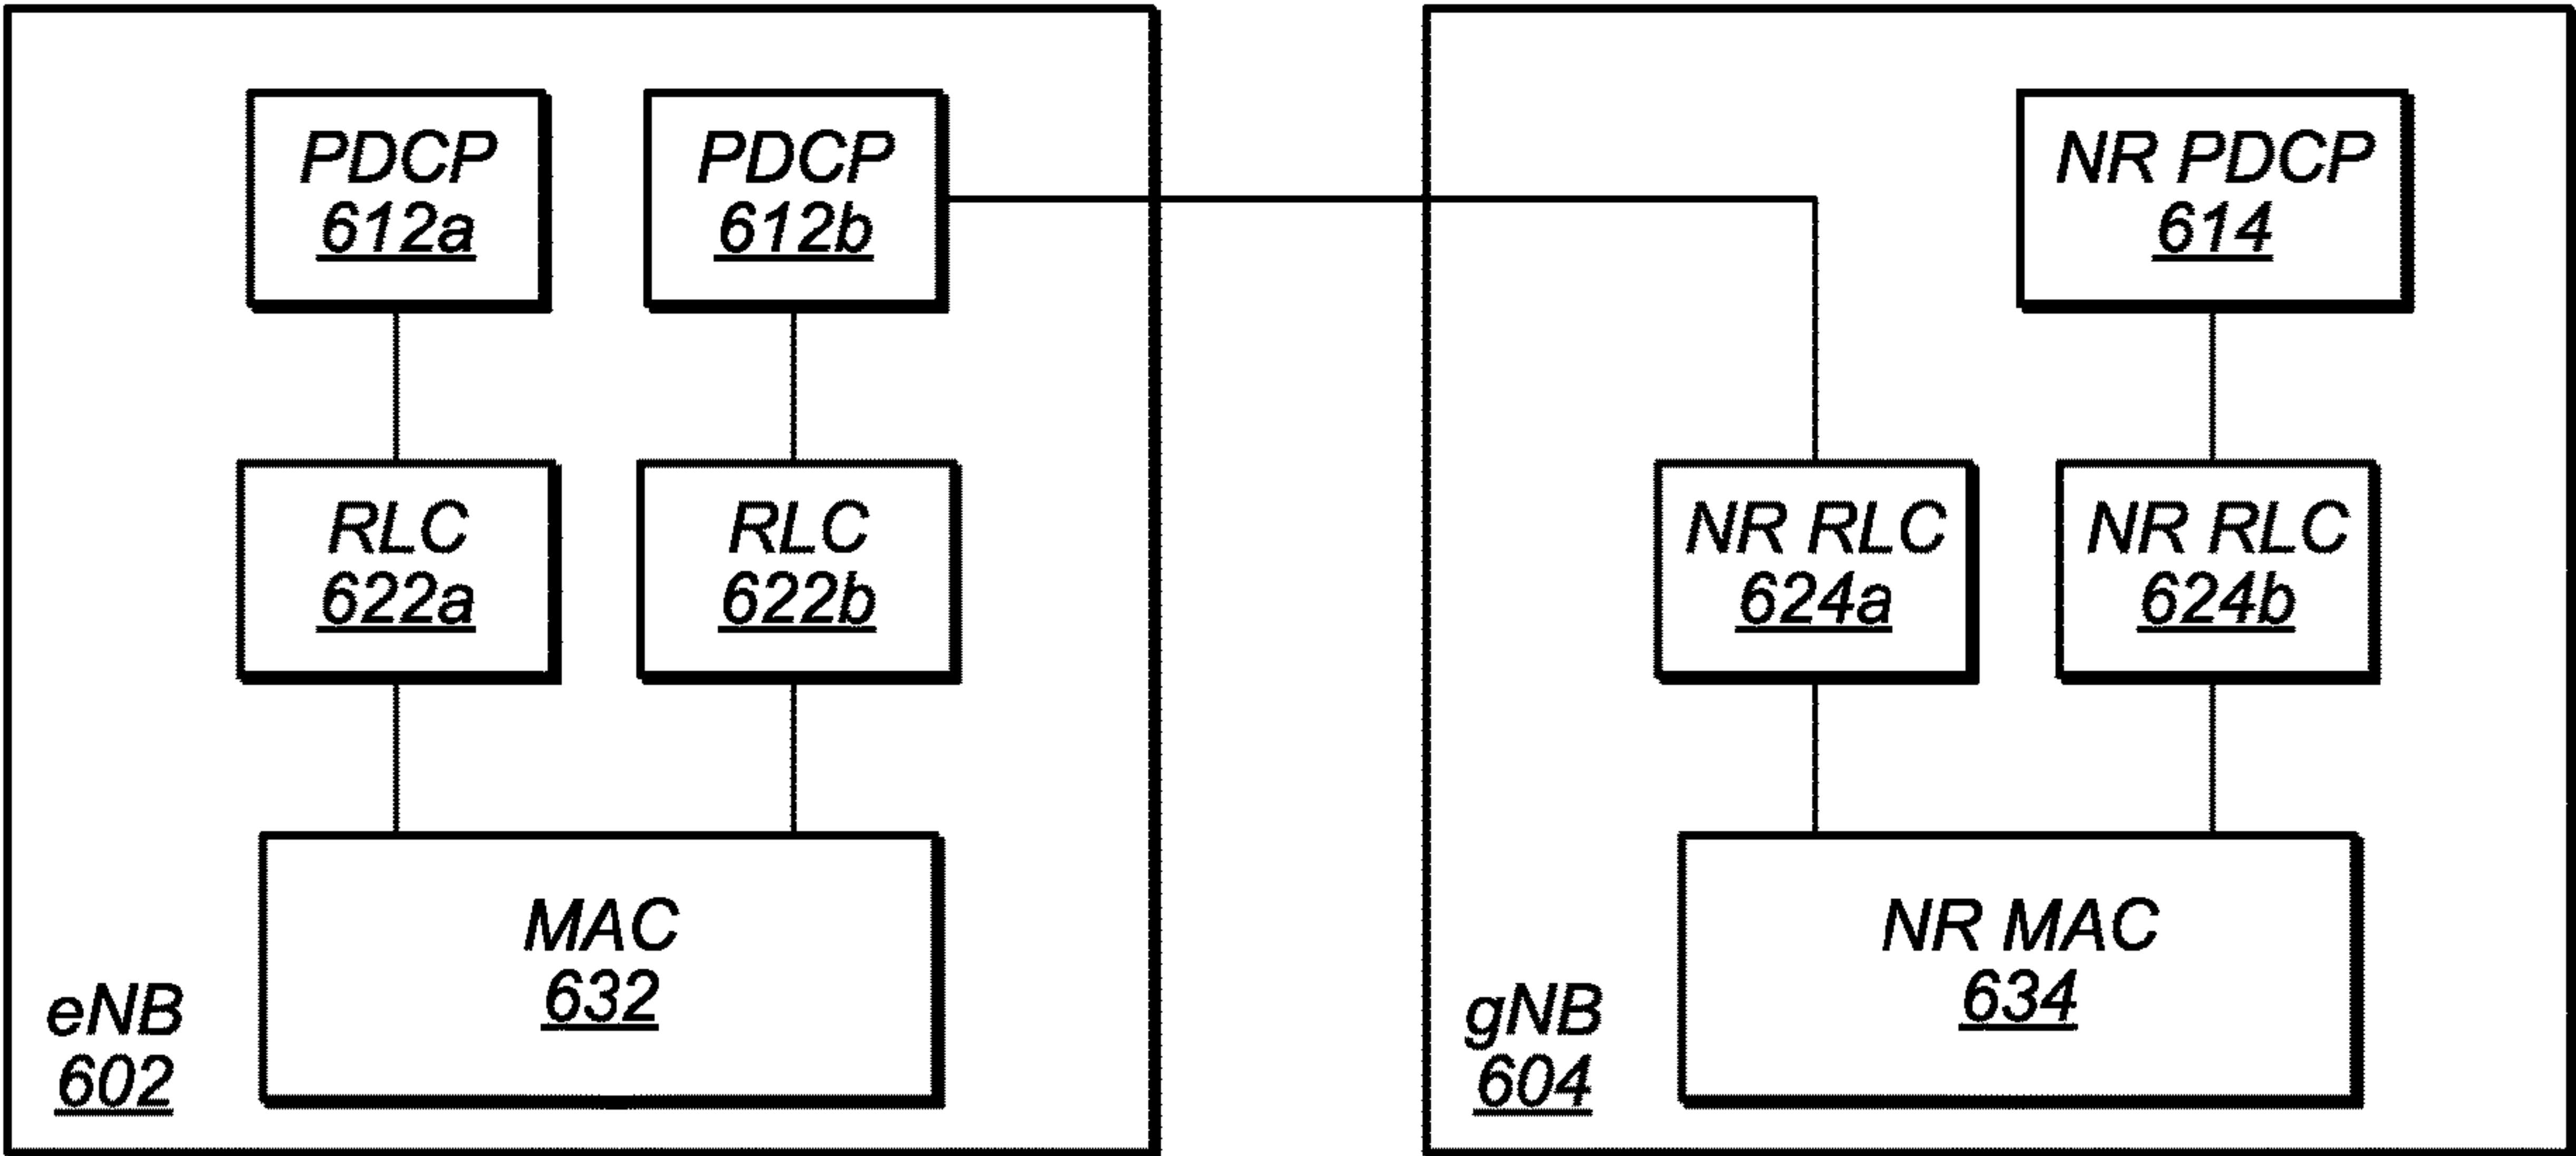 PDCP
612a
PDCP
612b
NR PDCP
614
RLC
622a
RLC
622b
NR RLC
624a
NR RLC
624b
MAC
632
NR MAC
634
eNB
602
gNB
604